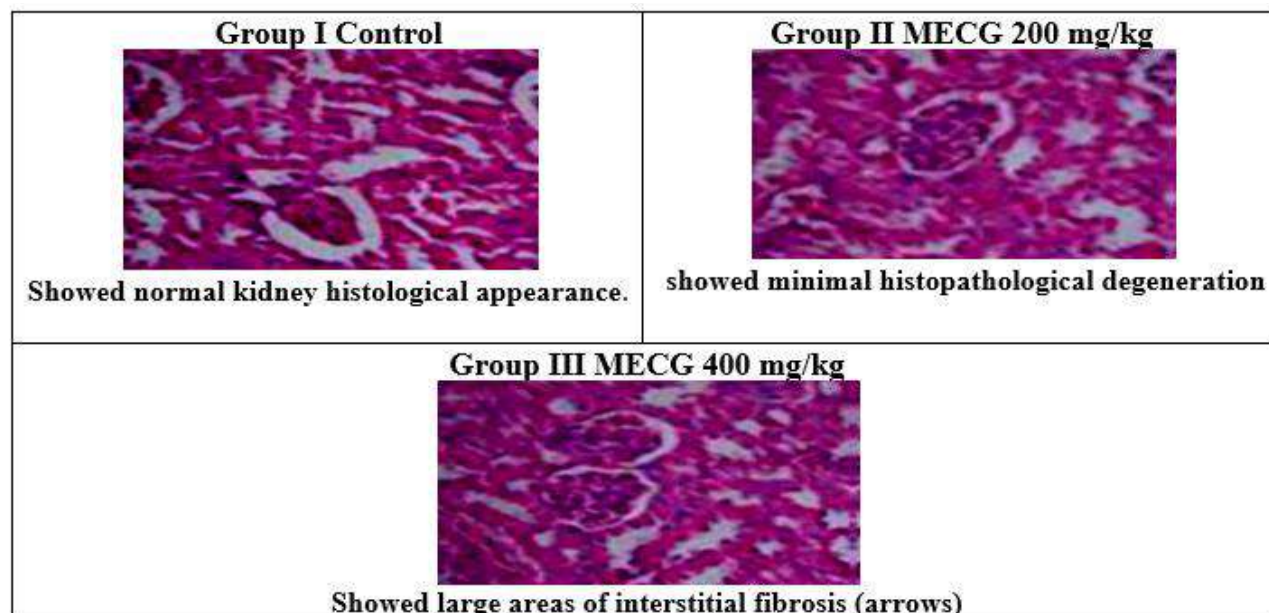 Group I Control
Group II MECG 200 mg/kg
Showed normal kidney histological appearance.
showed minimal histopathological degeneration
Group III MECG 400 mg/kg
Showed large areas of interstitial fibrosis (arrows)